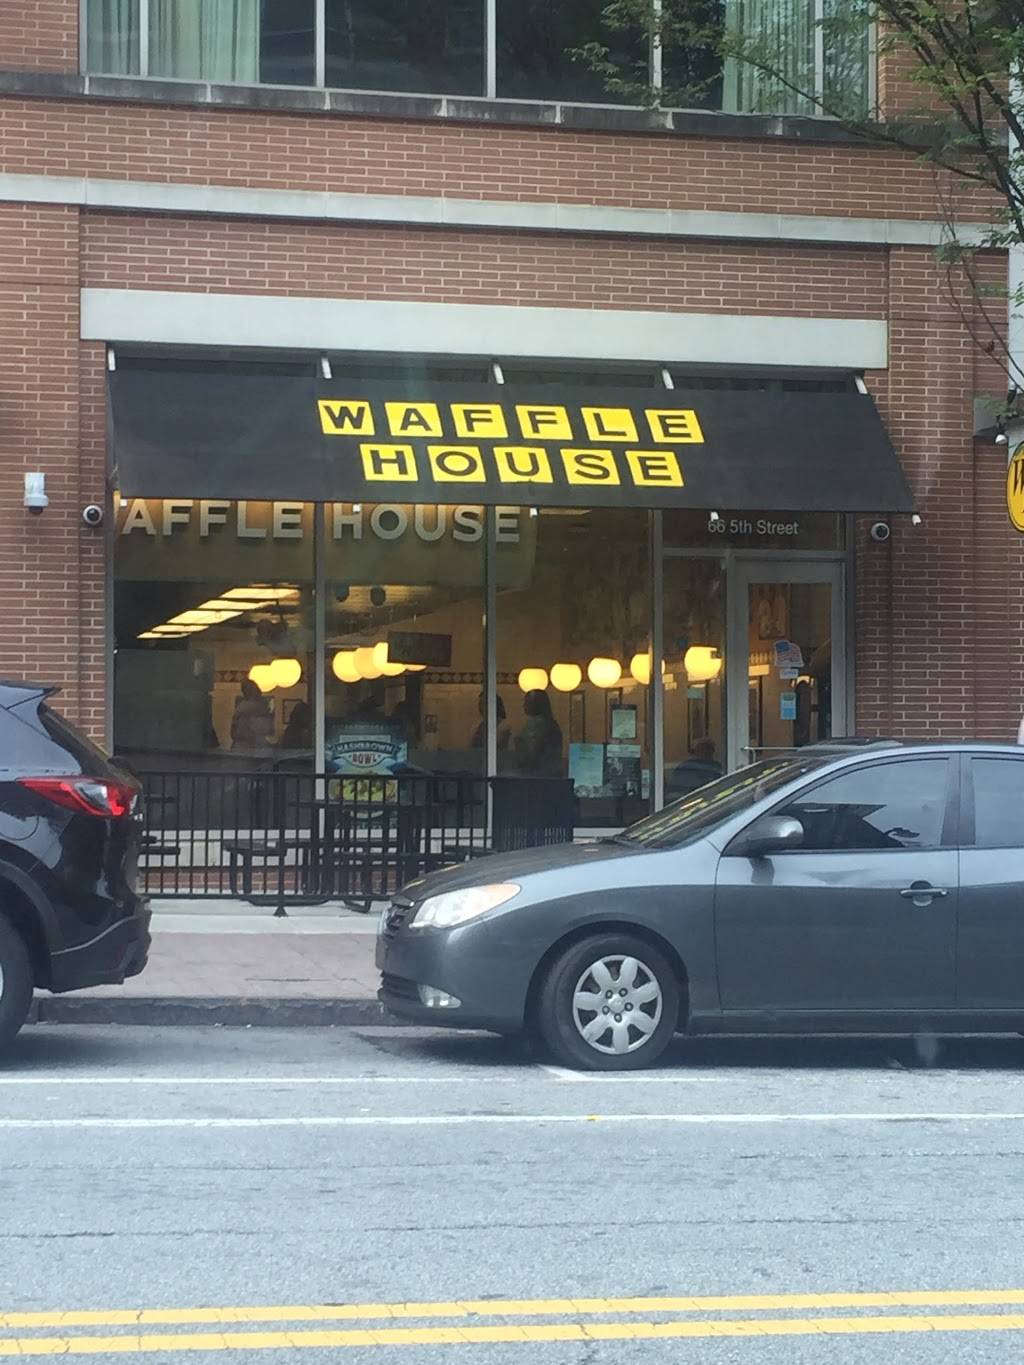 WAFFLE
HOUSE
AFFLE HOUSE
66 5th Street
W
HASHBROWN
BOWL